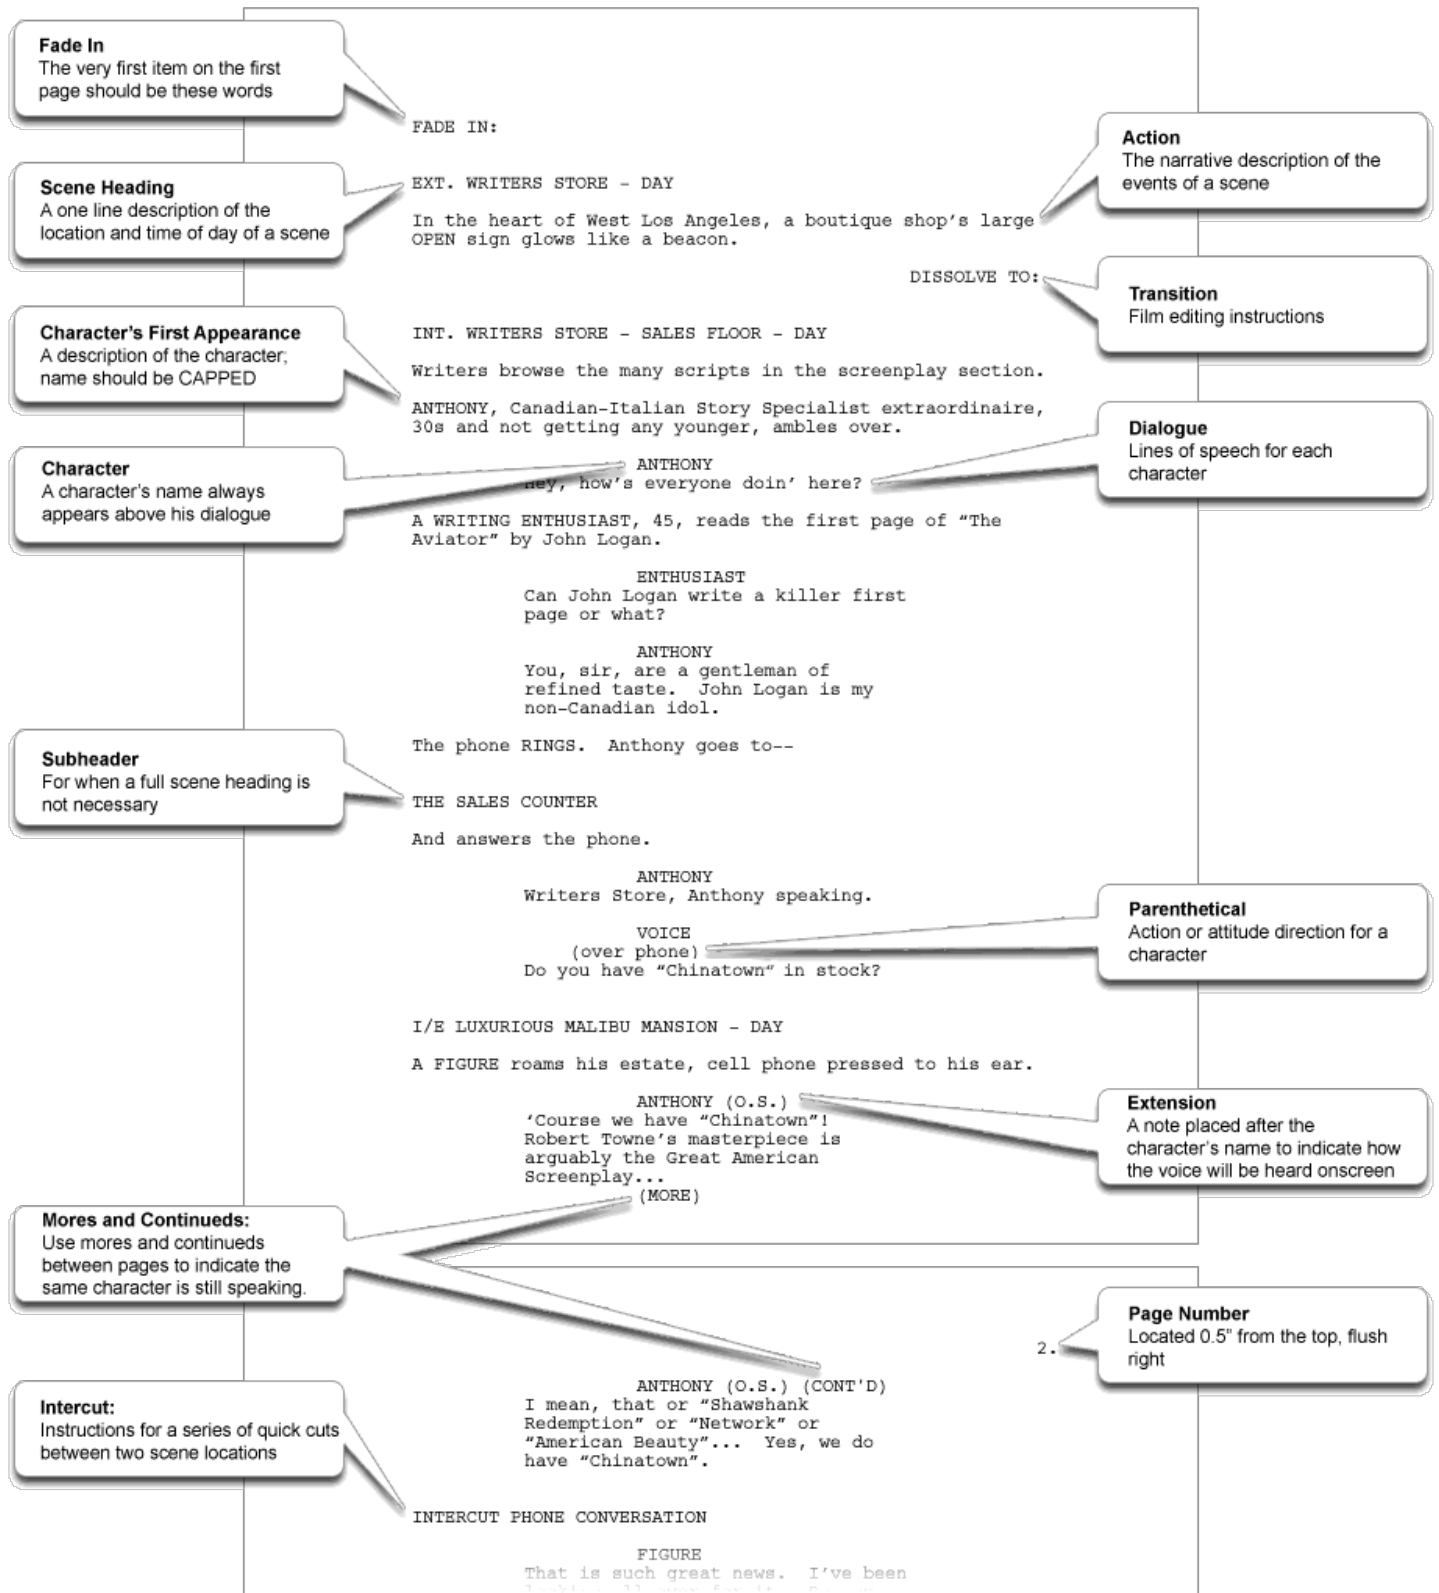 Fade In
The very first item on the first
page should be these words
FADE IN:
Action
The narrative description of the
events of a scene
Scene Heading
A one line description of the
location and time of day of a scene
EXT. WRITERS STORE – DAY
In the heart of West Los Angeles, a boutique shop's large
OPEN sign glows like a beacon.
DISSOLVE TO:
Transition
Film editing instructions
Character's First Appearance
A description of the character;
name should be CAPPED
INT. WRITERS STORE – SALES FLOOR – DAY
Writers browse the many scripts in the screenplay section.
ANTHONY, Canadian-Italian Story Specialist extraordinaire,
30s and not getting any younger, ambles over.
Dialogue
Lines of speech for each
character
Character
A character's name always
appears above his dialogue
ANTHONY
Hey, how's everyone doin' here?
A WRITING ENTHUSIAST, 45, reads the first page of “The
Aviator” by John Logan.
ENTHUSIAST
Can John Logan write a killer first
page or what?
ANTHONY
You, sir, are a gentleman of
refined taste.  John Logan is my
non-Canadian idol.
The phone RINGS.  Anthony goes to--
Subheader
For when a full scene heading is
not necessary
THE SALES COUNTER
And answers the phone.
ANTHONY
Writers Store, Anthony speaking.
VOICE
(over phone)
Do you have “Chinatown” in stock?
Parenthetical
Action or attitude direction for a
character
I/E LUXURIOUS MALIBU MANSION – DAY
A FIGURE roams his estate, cell phone pressed to his ear.
ANTHONY (O.S.)
‘Course we have “Chinatown”!
Robert Towne's masterpiece is
arguably the Great American
Screenplay...
(MORE)
Extension
A note placed after the
character's name to indicate how
the voice will be heard onscreen
Mores and Continueds:
Use mores and continueds
between pages to indicate the
same character is still speaking.
Page Number
Located 0.5” from the top, flush
right
2.
ANTHONY (O.S.) (CONT'D)
I mean, that or “Shawshank
Redemption” or “Network” or
“American Beauty”...  Yes, we do
have “Chinatown”.
Intercut:
Instructions for a series of quick cuts
between two scene locations
INTERCUT PHONE CONVERSATION
FIGURE
That is such great news.  I've been